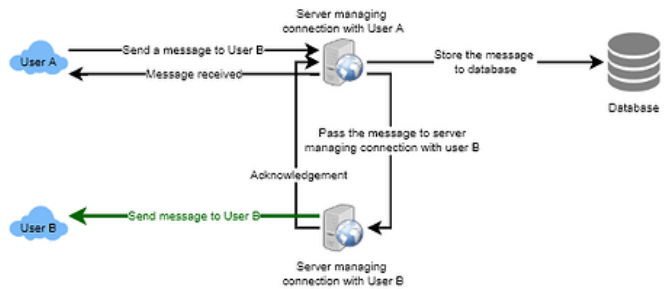 Server managing
connection with User A
Send a message to User B
User A
Message received
Store the message
to database
Database
Pass the message to server
managing connection with user B
Acknowledgement
Send message to User B
User B
Server managing
connection with User B